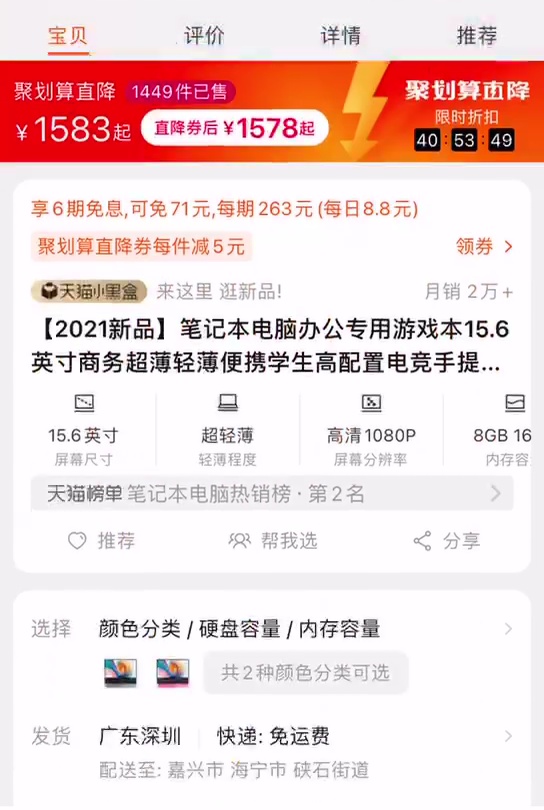 宝贝 评价 详情 推荐
聚划算直降 1449件已售
¥1583起 直降券后¥1578起
聚划算直降
限时折扣
40:53:49
享6期免息,可免71元,每期263元(每日8.8元)
聚划算直降券每件减5元 领券
天猫小黑盒 来这里 逛新品! 月销 2万+
【2021新品】笔记本电脑办公专用游戏本15.6
英寸商务超薄轻薄便携学生高配置电竞手提...
15.6英寸 超轻薄 高清1080P 8GB 16
屏幕尺寸 轻薄程度 屏幕分辨率 内存容
天猫榜单 笔记本电脑热销榜·第2名
推荐 帮我选 分享
选择 颜色分类 / 硬盘容量 / 内存容量
共2种颜色分类可选
发货 广东深圳 快递: 免运费
配送至: 嘉兴市 海宁市 硖石街道